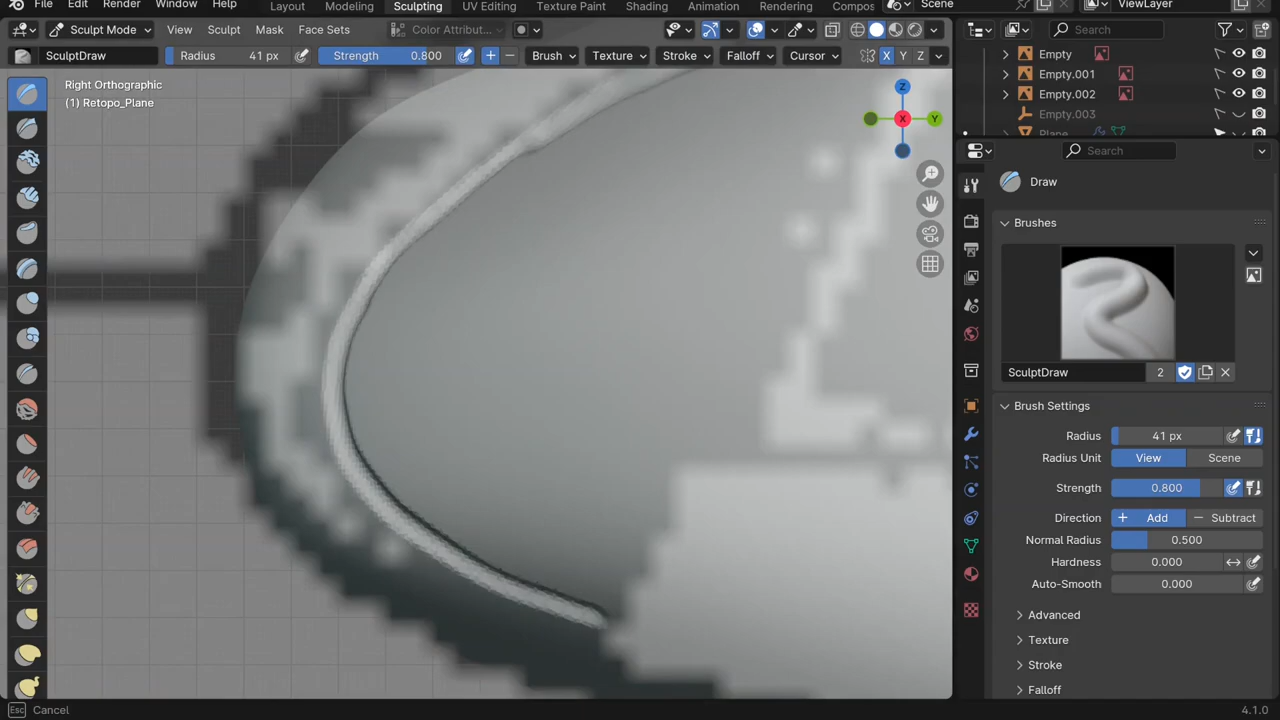 File Edit Render Window Help Layout Modeling Sculpting UV Editing Texture Paint Shading Animation Rendering Compos Scene ViewLayer
Sculpt Mode View Sculpt Mask Face Sets Color Attribut... Search
SculptDraw Radius 41 px Strength 0.800 + − Brush Texture Stroke Falloff Cursor X Y Z
Empty
Empty.001
Empty.002
Empty.003
Plane
Right Orthographic
(1) Retopo_Plane
Z
X
Y
Search
Draw
Brushes
SculptDraw 2
Brush Settings
Radius 41 px
Radius Unit View Scene
Strength 0.800
Direction + Add − Subtract
Normal Radius 0.500
Hardness 0.000
Auto-Smooth 0.000
Advanced
Texture
Stroke
Falloff
Esc Cancel 4.1.0